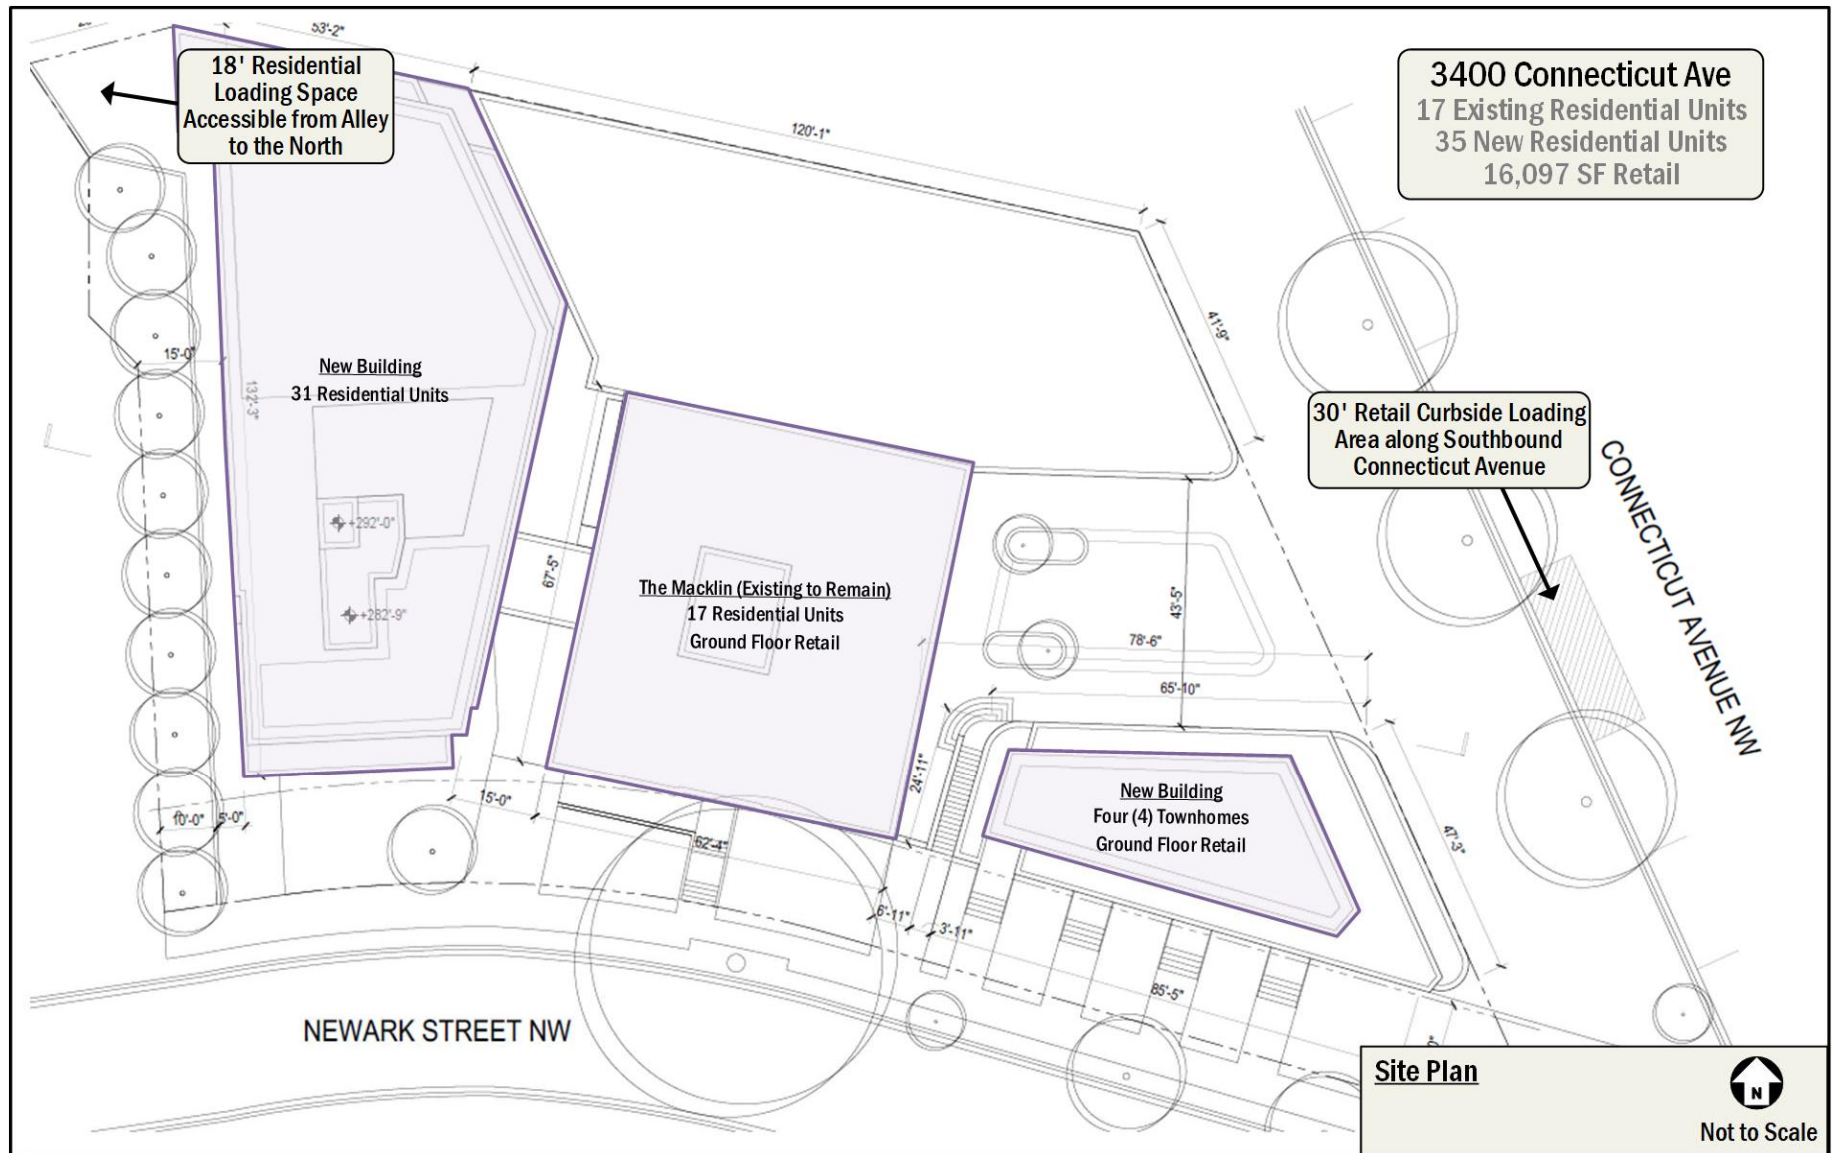 53'-2"
18' Residential
Loading Space
Accessible from Alley
to the North
3400 Connecticut Ave
17 Existing Residential Units
35 New Residential Units
16,097 SF Retail
120'-1"
41'-9"
15'-0"
New Building
31 Residential Units
132'-3"
30' Retail Curbside Loading
Area along Southbound
Connecticut Avenue
CONNECTICUT AVENUE NW
+292'-0"
+282'-9"
67'-5"
The Macklin (Existing to Remain)
17 Residential Units
Ground Floor Retail
43'-5"
78'-6"
65'-10"
24'-11"
New Building
Four (4) Townhomes
Ground Floor Retail
47'-3"
15'-0"
10'-0"
5'-0"
62'-4"
6'-11"
3'-11"
85'-5"
NEWARK STREET NW
Site Plan
N
Not to Scale